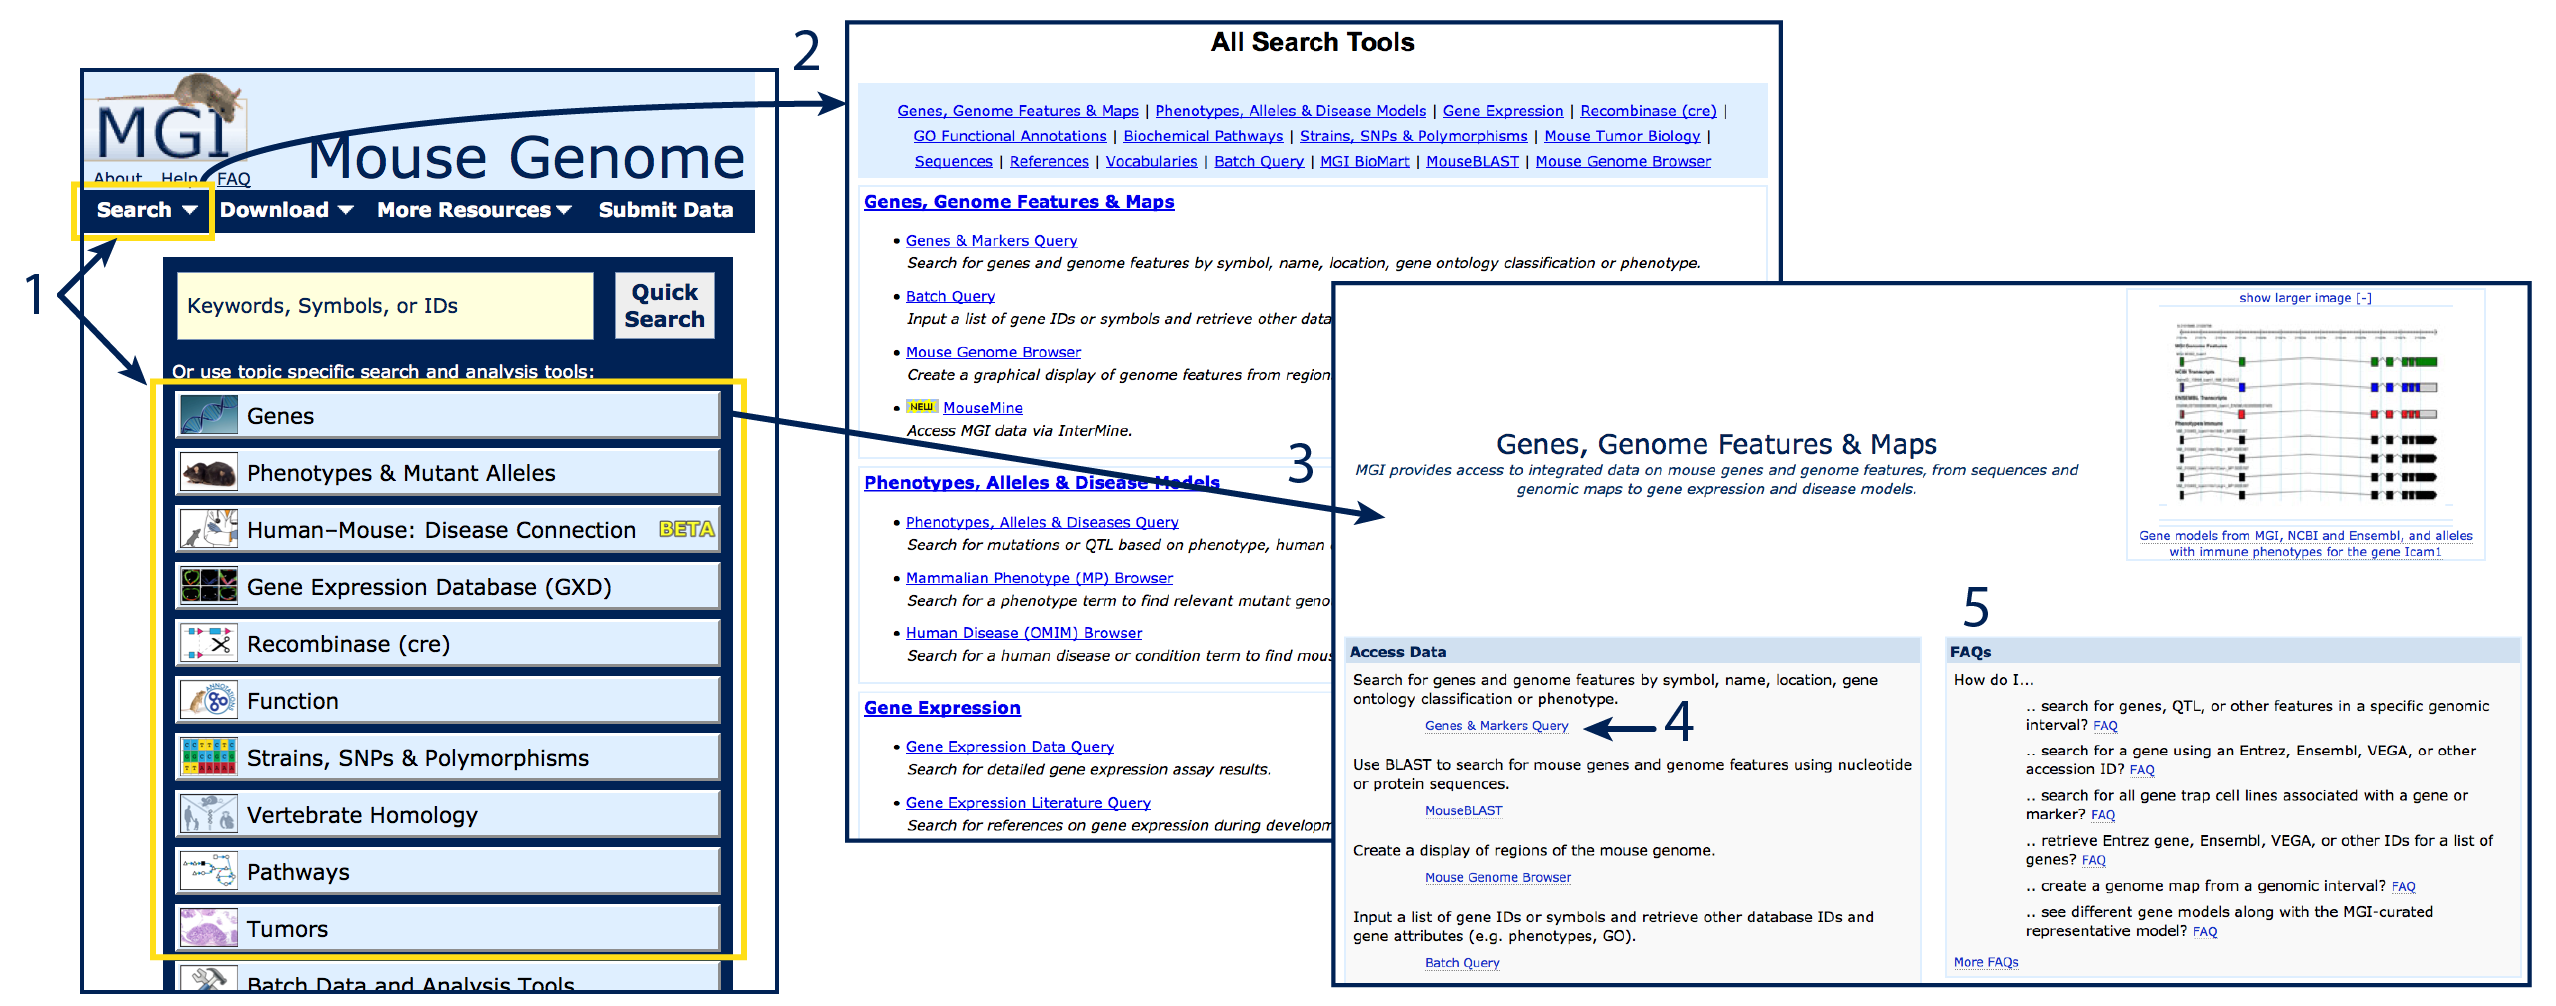 1
MGI
About Help FAQ
Mouse Genome
Search Download More Resources Submit Data
Keywords, Symbols, or IDs
Quick
Search
Or use topic specific search and analysis tools:
Genes
Phenotypes & Mutant Alleles
Human–Mouse: Disease Connection BETA
Gene Expression Database (GXD)
Recombinase (cre)
Function
Strains, SNPs & Polymorphisms
Vertebrate Homology
Pathways
Tumors
Batch Data and Analysis Tools
2
All Search Tools
Genes, Genome Features & Maps | Phenotypes, Alleles & Disease Models | Gene Expression | Recombinase (cre) |
GO Functional Annotations | Biochemical Pathways | Strains, SNPs & Polymorphisms | Mouse Tumor Biology |
Sequences | References | Vocabularies | Batch Query | MGI BioMart | MouseBLAST | Mouse Genome Browser
Genes, Genome Features & Maps
• Genes & Markers Query
Search for genes and genome features by symbol, name, location, gene ontology classification or phenotype.
• Batch Query
Input a list of gene IDs or symbols and retrieve other data
• Mouse Genome Browser
Create a graphical display of genome features from region
• NEW MouseMine
Access MGI data via InterMine.
Phenotypes, Alleles & Disease Models
• Phenotypes, Alleles & Diseases Query
Search for mutations or QTL based on phenotype, human
• Mammalian Phenotype (MP) Browser
Search for a phenotype term to find relevant mutant geno
• Human Disease (OMIM) Browser
Search for a human disease or condition term to find mous
Gene Expression
• Gene Expression Data Query
Search for detailed gene expression assay results.
• Gene Expression Literature Query
Search for references on gene expression during developm
3
show larger image [-]
MGI Genome Features
NCBI Transcripts
ENSEMBL Transcripts
Gene models from MGI, NCBI and Ensembl, and alleles
with immune phenotypes for the gene Icam1
Genes, Genome Features & Maps
MGI provides access to integrated data on mouse genes and genome features, from sequences and
genomic maps to gene expression and disease models.
Access Data
Search for genes and genome features by symbol, name, location, gene
ontology classification or phenotype.
Genes & Markers Query
4
Use BLAST to search for mouse genes and genome features using nucleotide
or protein sequences.
MouseBLAST
Create a display of regions of the mouse genome.
Mouse Genome Browser
Input a list of gene IDs or symbols and retrieve other database IDs and
gene attributes (e.g. phenotypes, GO).
Batch Query
5
FAQs
How do I...
.. search for genes, QTL, or other features in a specific genomic
interval? FAQ
.. search for a gene using an Entrez, Ensembl, VEGA, or other
accession ID? FAQ
.. search for all gene trap cell lines associated with a gene or
marker? FAQ
.. retrieve Entrez gene, Ensembl, VEGA, or other IDs for a list of
genes? FAQ
.. create a genome map from a genomic interval? FAQ
.. see different gene models along with the MGI-curated
representative model? FAQ
More FAQs